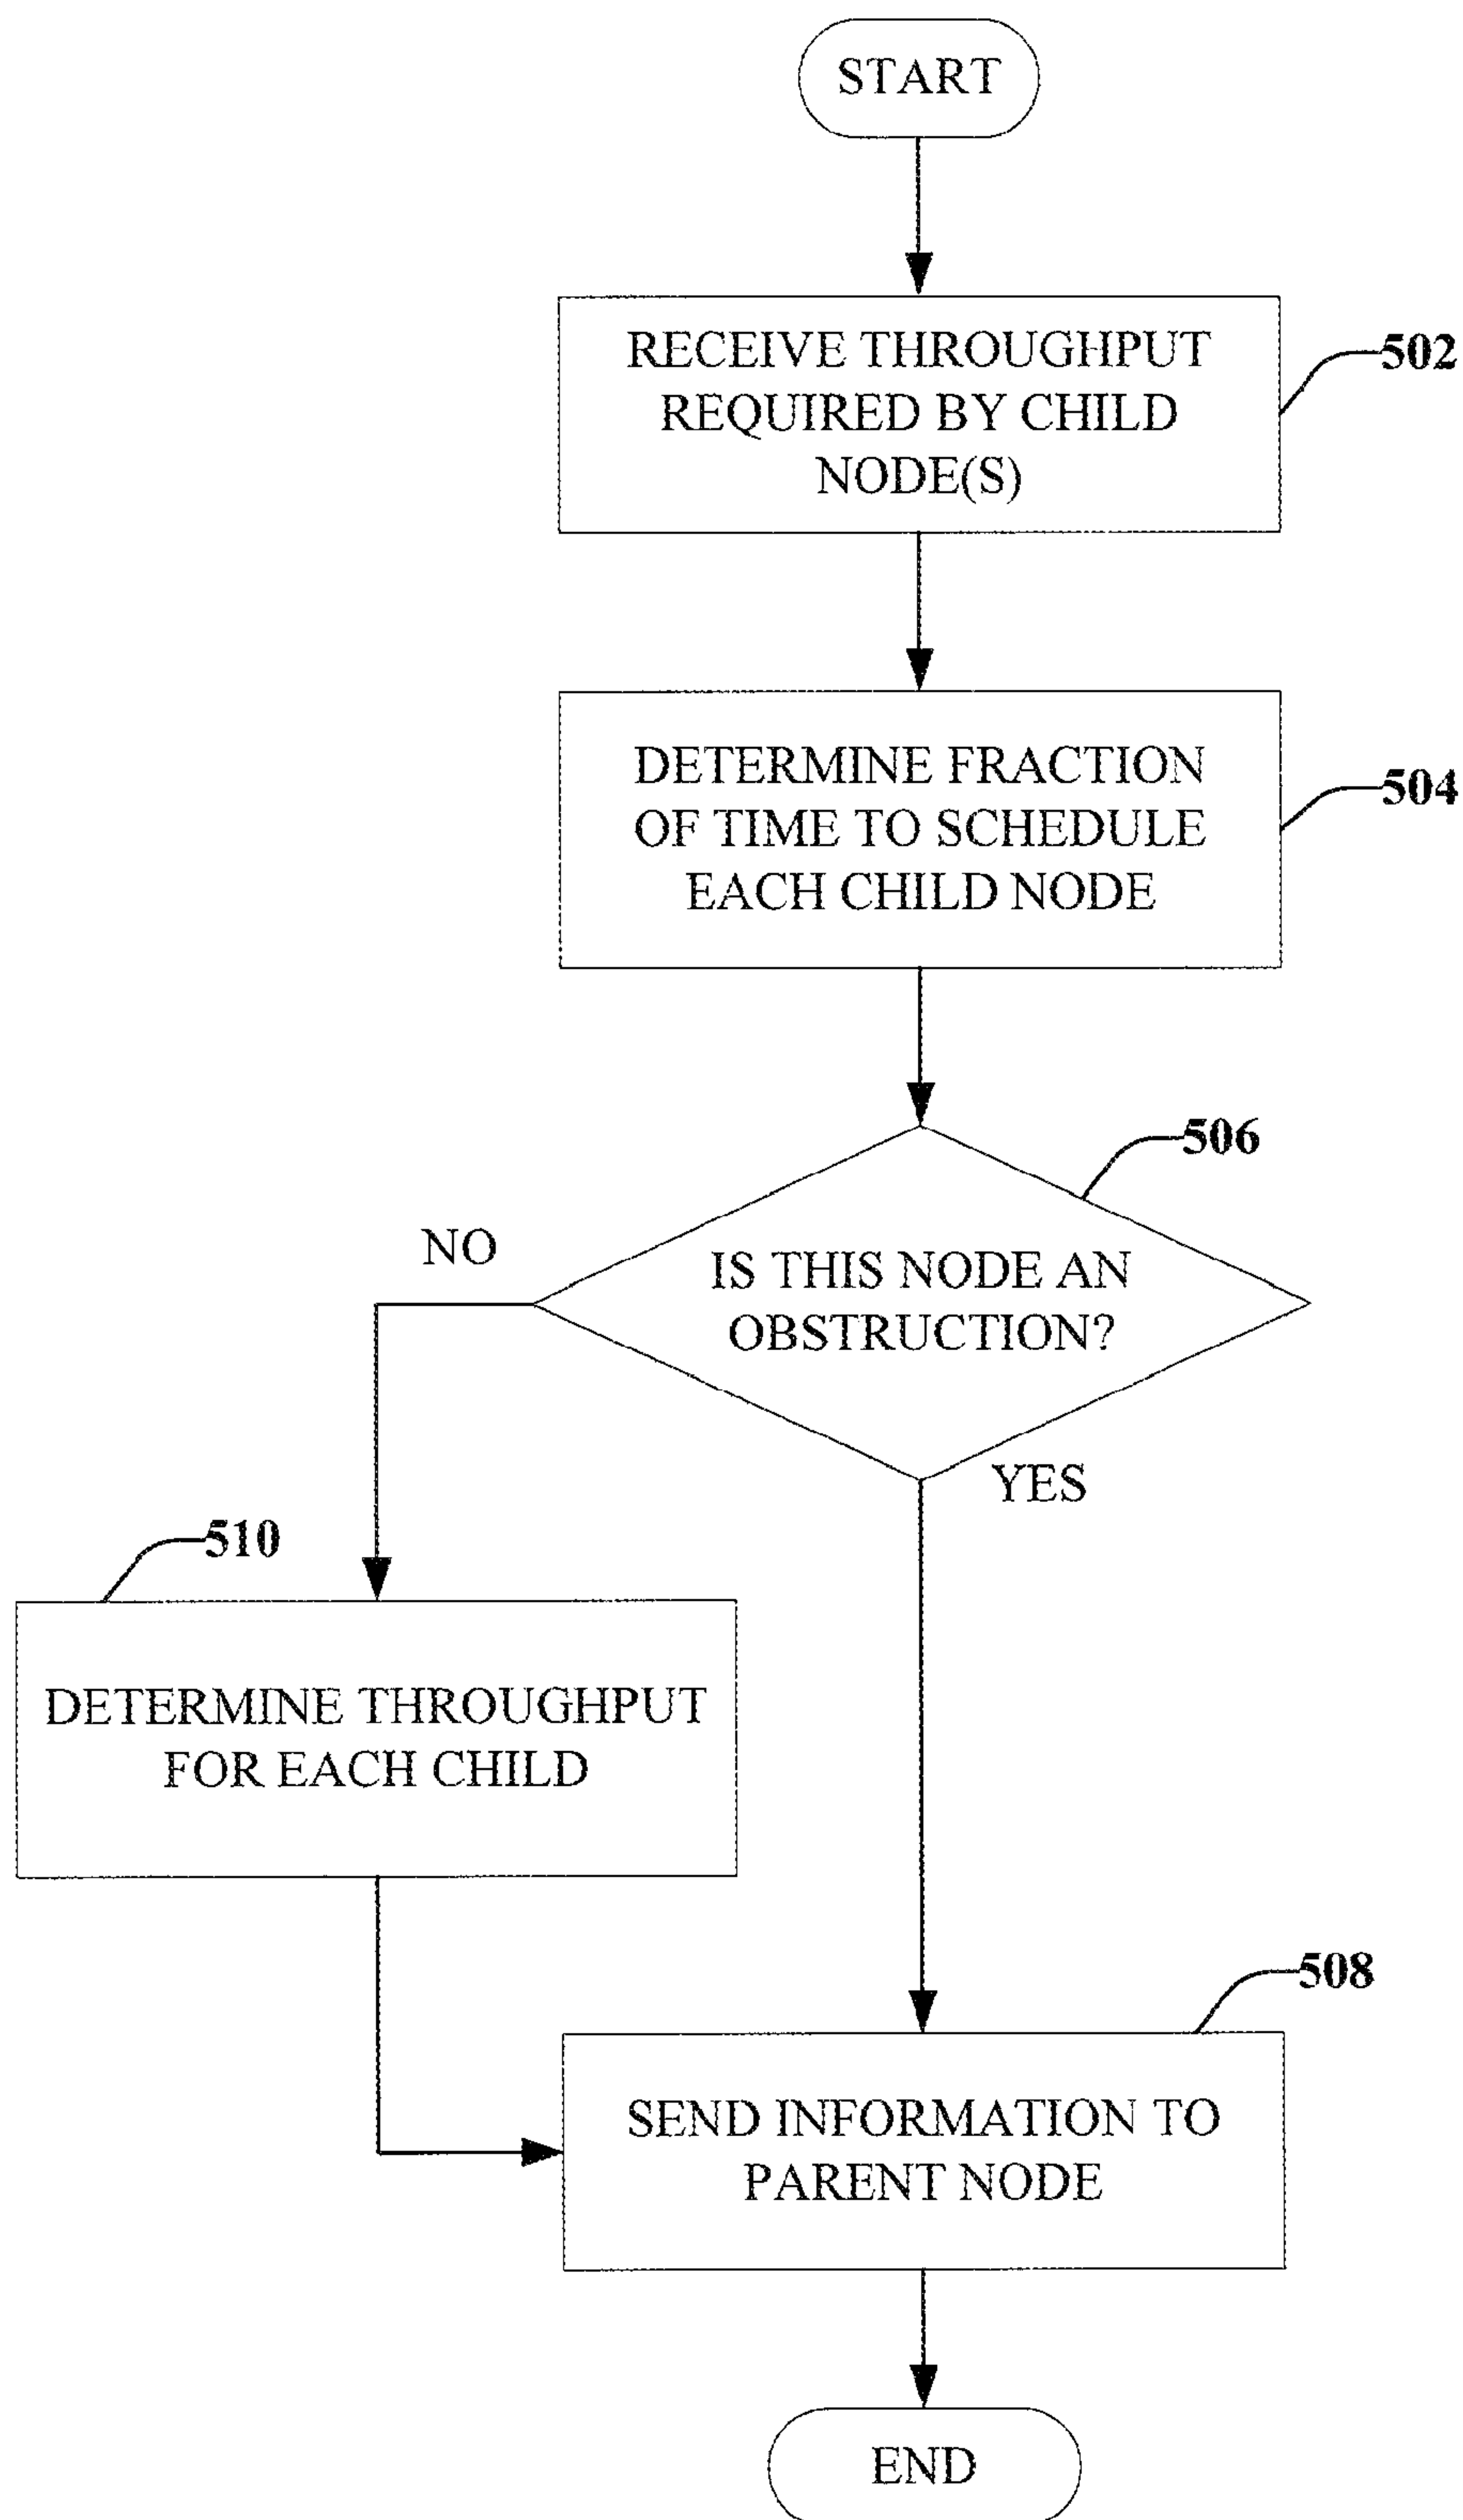 START
RECEIVE THROUGHPUT
REQUIRED BY CHILD
NODE(S)
502
DETERMINE FRACTION
OF TIME TO SCHEDULE
EACH CHILD NODE
504
506
IS THIS NODE AN
OBSTRUCTION?
NO
YES
510
DETERMINE THROUGHPUT
FOR EACH CHILD
508
SEND INFORMATION TO
PARENT NODE
END